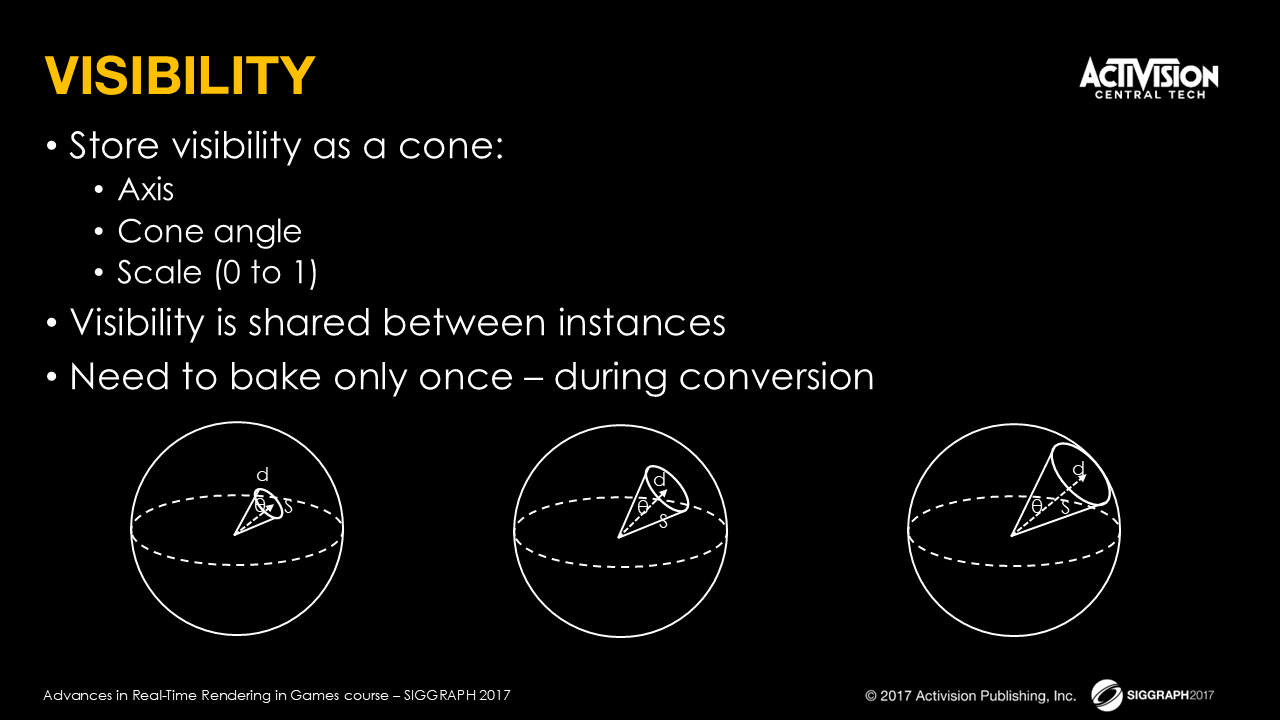 VISIBILITY
ACTIVISION
CENTRAL TECH
• Store visibility as a cone:
• Axis
• Cone angle
• Scale (0 to 1)
• Visibility is shared between instances
• Need to bake only once – during conversion
d
θ S
d
θ
S
d
θ S
Advances in Real-Time Rendering in Games course – SIGGRAPH 2017
© 2017 Activision Publishing, Inc.
SIGGRAPH2017